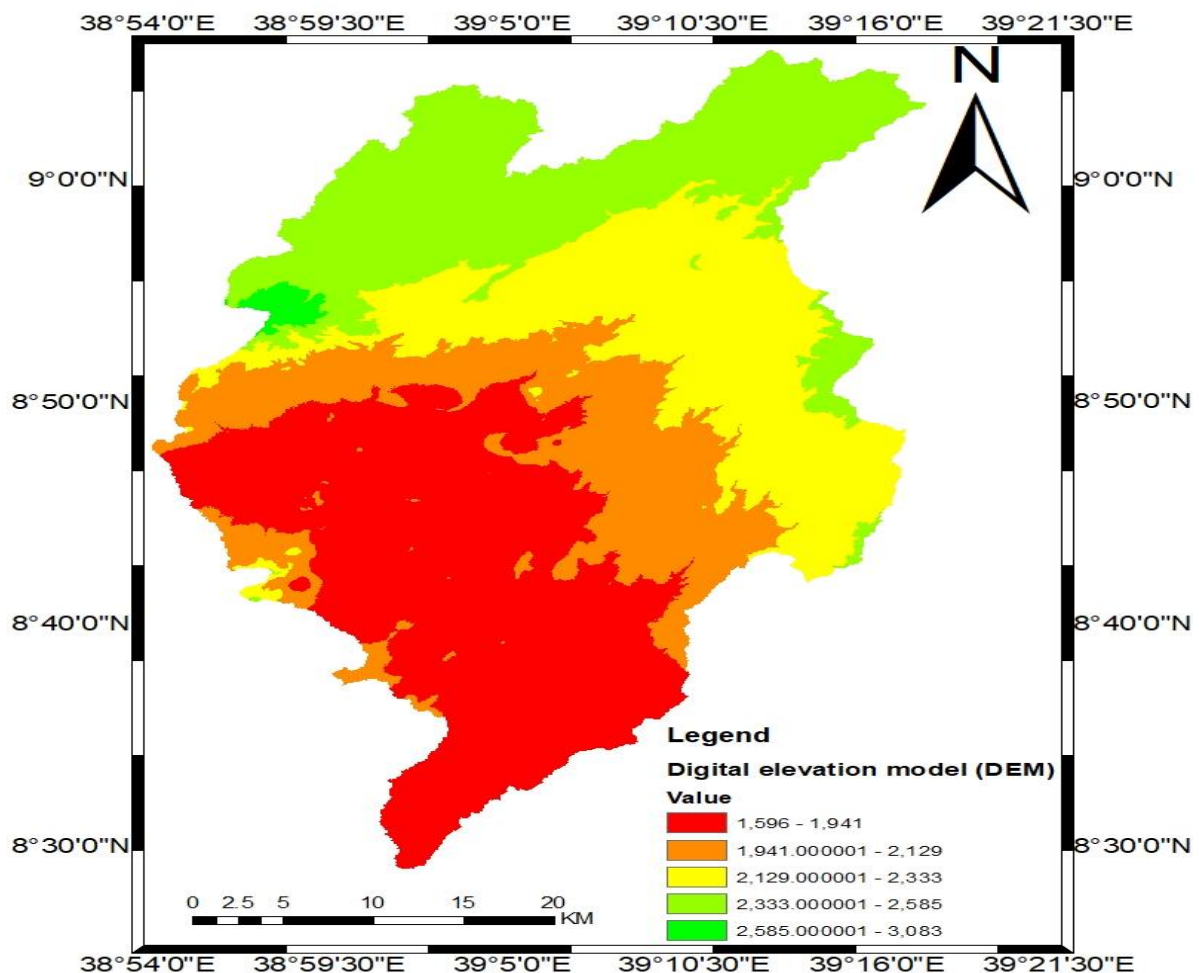 38°54'0"E 38°59'30"E 39°5'0"E 39°10'30"E 39°16'0"E 39°21'30"E
N
9°0'0"N 9°0'0"N
8°50'0"N 8°50'0"N
8°40'0"N 8°40'0"N
Legend
Digital elevation model (DEM)
Value
1,596 - 1,941
8°30'0"N 1,941.000001 - 2,129 8°30'0"N
2,129.000001 - 2,333
2,333.000001 - 2,585
0 2.5 5 10 15 20
KM
2,585.000001 - 3,083
38°54'0"E 38°59'30"E 39°5'0"E 39°10'30"E 39°16'0"E 39°21'30"E